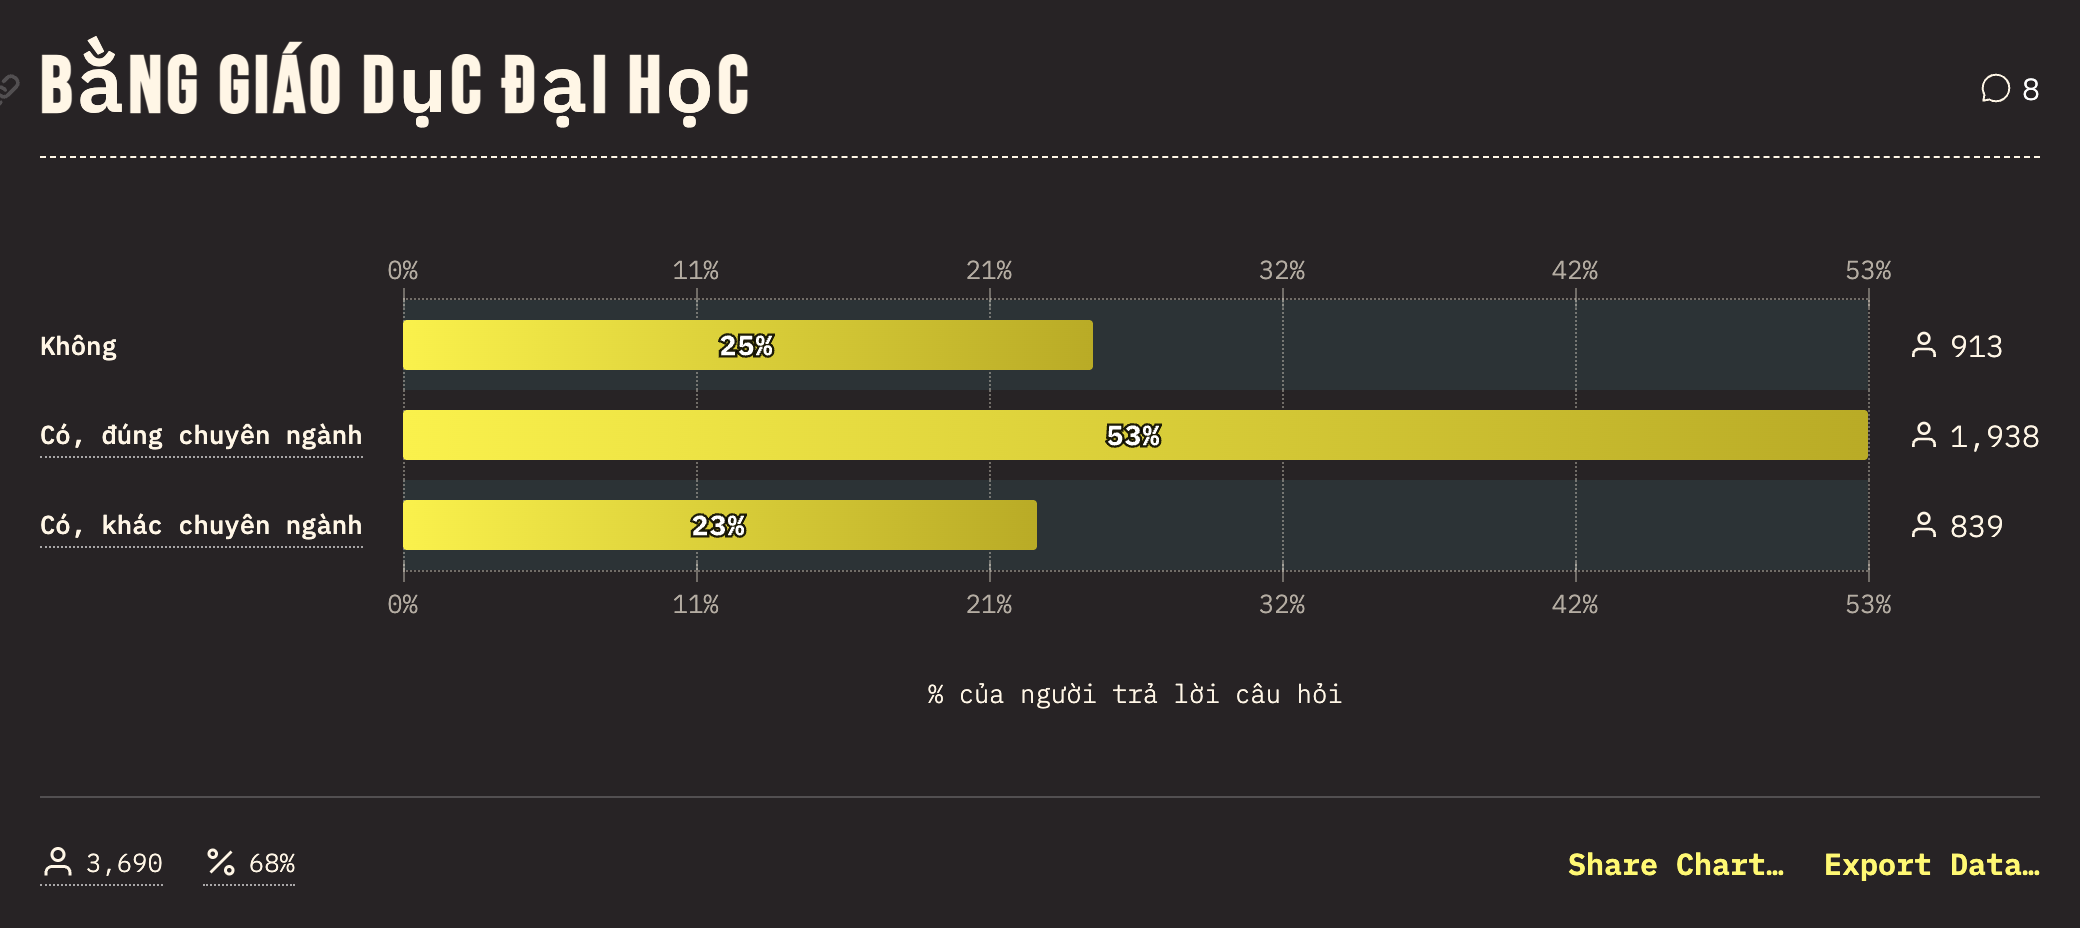 BằNG GIÁO DụC ĐạI HọC
8
0% 11% 21% 32% 42% 53%
Không 25% 913
Có, đúng chuyên ngành 53% 1,938
Có, khác chuyên ngành 23% 839
0% 11% 21% 32% 42% 53%
% của người trả lời câu hỏi
3,690 % 68%
Share Chart… Export Data…